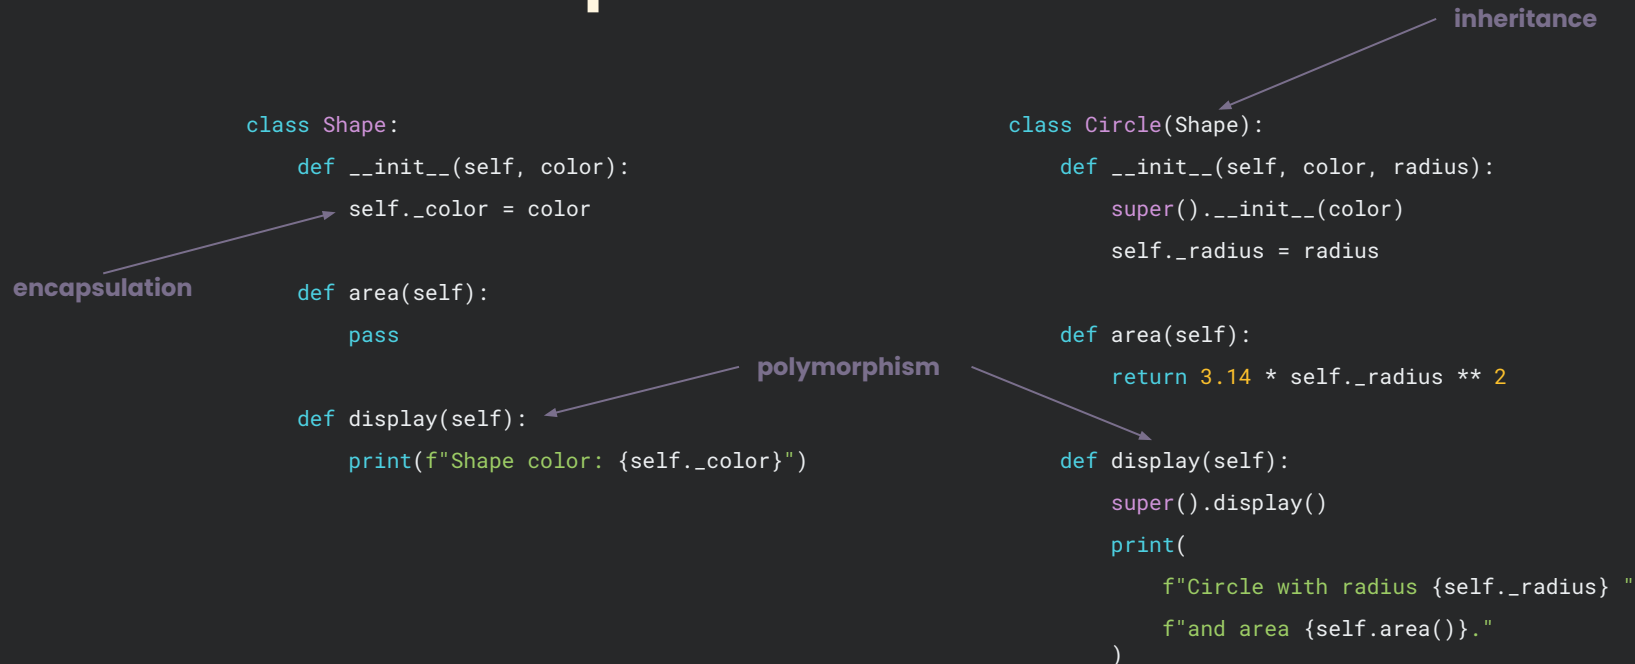 inheritance
class Shape:
    def __init__(self, color):
        self._color = color
encapsulation
    def area(self):
        pass
polymorphism
    def display(self):
        print(f"Shape color: {self._color}")
class Circle(Shape):
    def __init__(self, color, radius):
        super().__init__(color)
        self._radius = radius
    def area(self):
        return 3.14 * self._radius ** 2
    def display(self):
        super().display()
        print(
            f"Circle with radius {self._radius} "
            f"and area {self.area()}."
        )